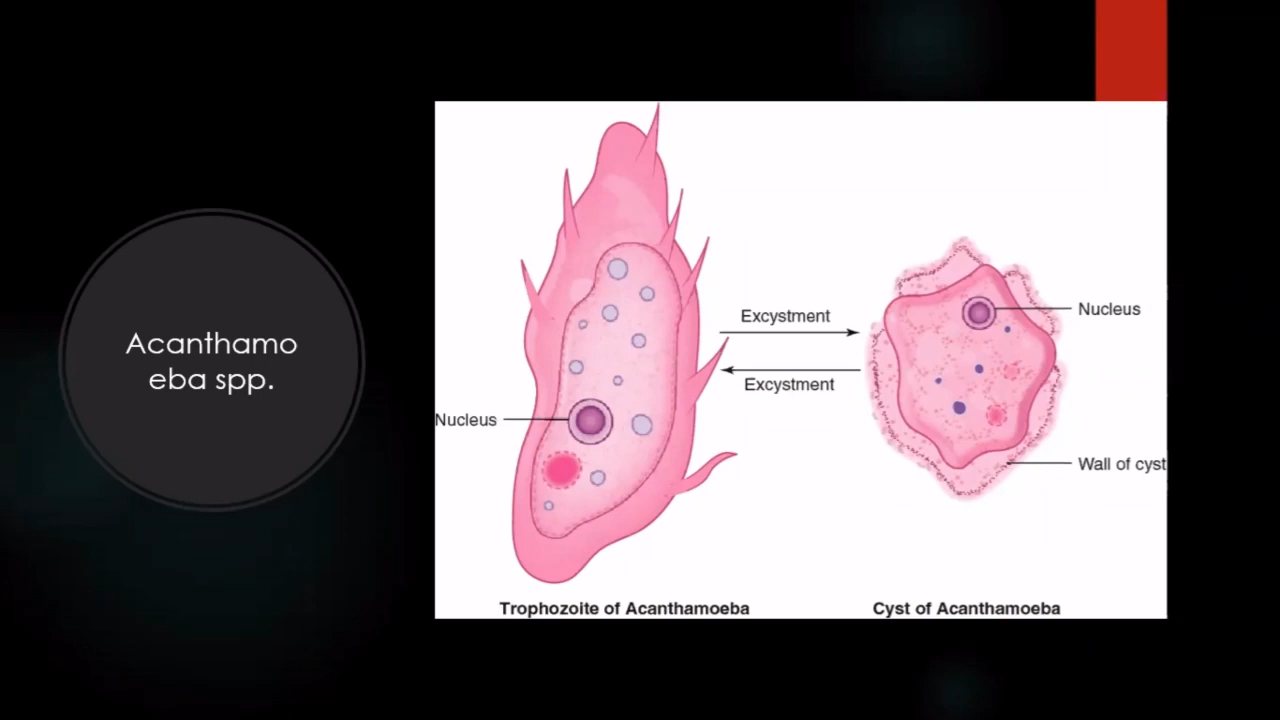 Acanthamo
eba spp.
Excystment
Excystment
Nucleus
Nucleus
Wall of cyst
Trophozoite of Acanthamoeba
Cyst of Acanthamoeba